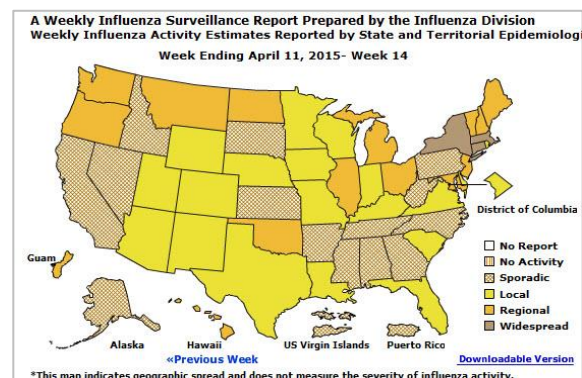 A Weekly Influenza Surveillance Report Prepared by the Influenza Division
Weekly Influenza Activity Estimates Reported by State and Territorial Epidemiologi
Week Ending April 11, 2015- Week 14
District of Columbia
No Report
No Activity
Sporadic
Local
Regional
Widespread
Guam
Alaska
Hawaii
US Virgin Islands
Puerto Rico
«Previous Week
Downloadable Version
*This map indicates geographic spread and does not measure the severity of influenza activity.